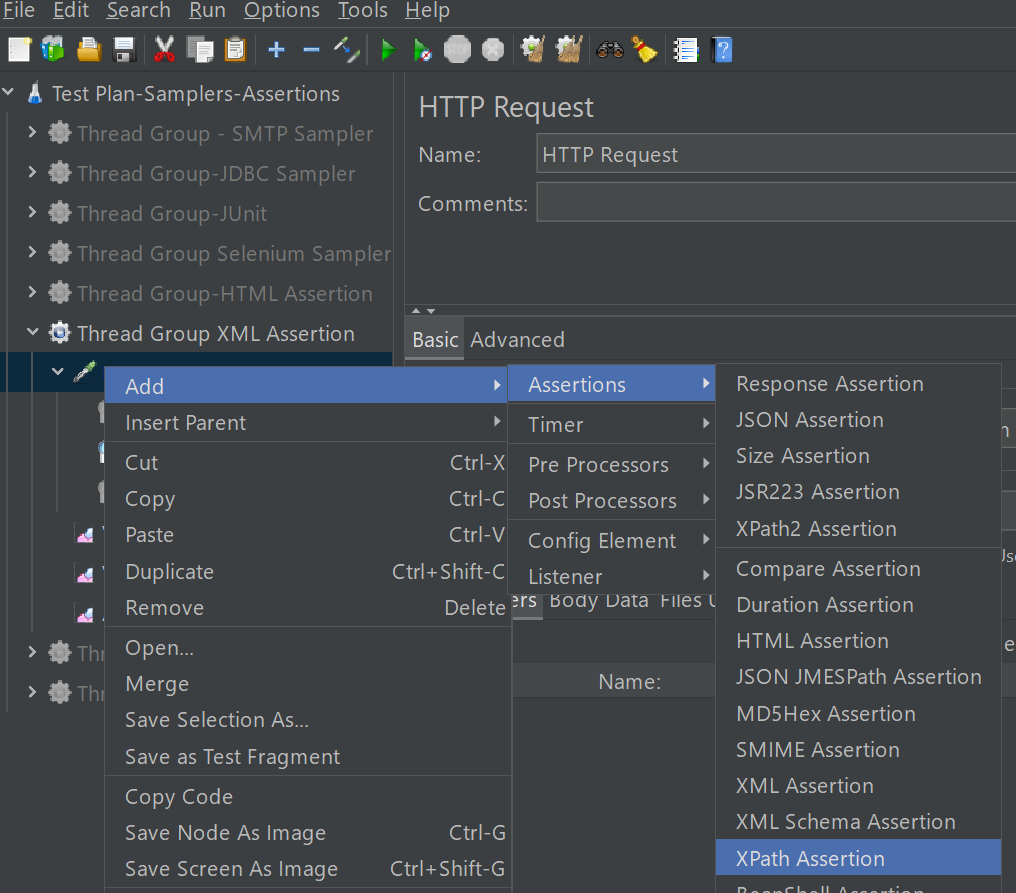 File Edit Search Run Options Tools Help
STOP
Test Plan-Samplers-Assertions
Thread Group - SMTP Sampler
Thread Group-JDBC Sampler
Thread Group-JUnit
Thread Group Selenium Sampler
Thread Group-HTML Assertion
Thread Group XML Assertion
HTTP Request
Name: HTTP Request
Comments:
Basic Advanced
Add
Insert Parent
Cut Ctrl-X
Copy Ctrl-C
Paste Ctrl-V
Duplicate Ctrl+Shift-C
Remove Delete
Open...
Merge
Save Selection As...
Save as Test Fragment
Copy Code
Save Node As Image Ctrl-G
Save Screen As Image Ctrl+Shift-G
Assertions
Timer
Pre Processors
Post Processors
Config Element
Listener
Body Data Files
Name:
Response Assertion
JSON Assertion
Size Assertion
JSR223 Assertion
XPath2 Assertion
Compare Assertion
Duration Assertion
HTML Assertion
JSON JMESPath Assertion
MD5Hex Assertion
SMIME Assertion
XML Assertion
XML Schema Assertion
XPath Assertion
BeanShell Assertion